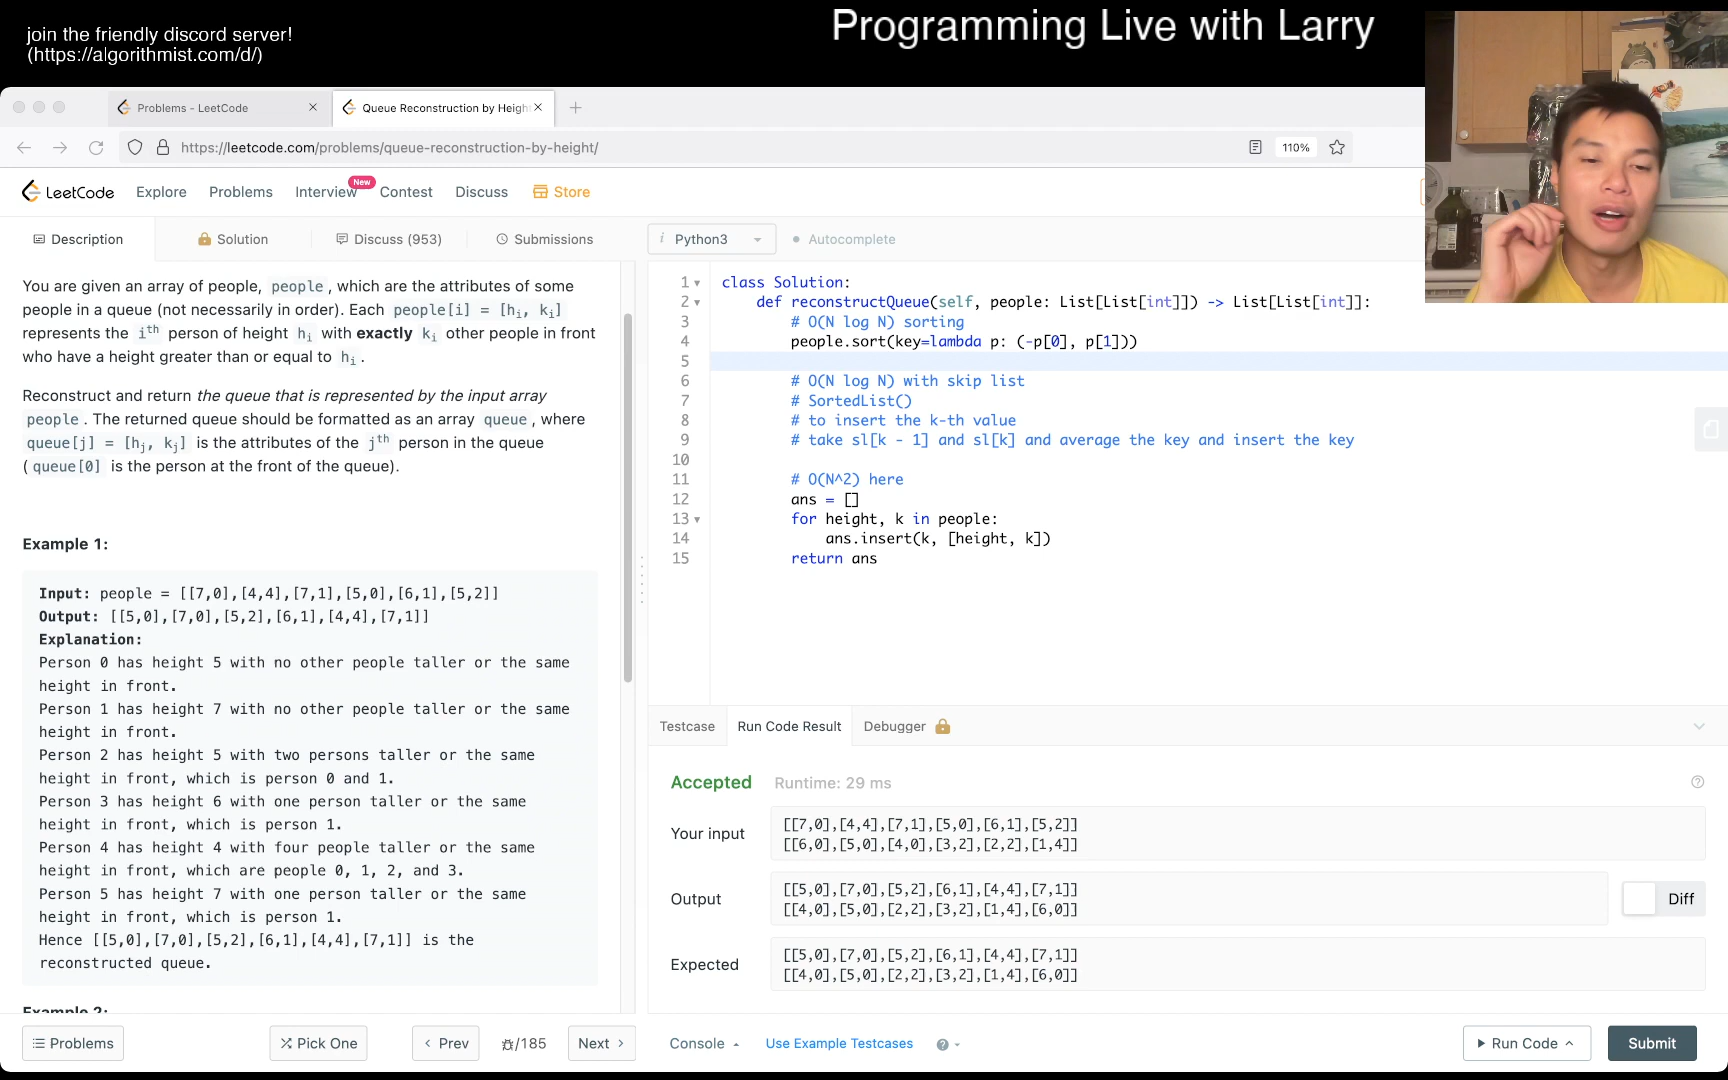 join the friendly discord server!
(https://algorithmist.com/d/)
Programming Live with Larry
Problems - LeetCode
Queue Reconstruction by Heigh
https://leetcode.com/problems/queue-reconstruction-by-height/
110%
LeetCode
Explore
Problems
Interview
New
Contest
Discuss
Store
Description
Solution
Discuss (953)
Submissions
i Python3
Autocomplete
You are given an array of people, people, which are the attributes of some
people in a queue (not necessarily in order). Each people[i] = [hi, ki]
represents the ith person of height hi with exactly ki other people in front
who have a height greater than or equal to hi.
Reconstruct and return the queue that is represented by the input array
people. The returned queue should be formatted as an array queue, where
queue[j] = [hj, kj] is the attributes of the jth person in the queue
(queue[0] is the person at the front of the queue).
Example 1:
Input: people = [[7,0],[4,4],[7,1],[5,0],[6,1],[5,2]]
Output: [[5,0],[7,0],[5,2],[6,1],[4,4],[7,1]]
Explanation:
Person 0 has height 5 with no other people taller or the same
height in front.
Person 1 has height 7 with no other people taller or the same
height in front.
Person 2 has height 5 with two persons taller or the same
height in front, which is person 0 and 1.
Person 3 has height 6 with one person taller or the same
height in front, which is person 1.
Person 4 has height 4 with four people taller or the same
height in front, which are people 0, 1, 2, and 3.
Person 5 has height 7 with one person taller or the same
height in front, which is person 1.
Hence [[5,0],[7,0],[5,2],[6,1],[4,4],[7,1]] is the
reconstructed queue.
Example 2:
1 class Solution:
2 def reconstructQueue(self, people: List[List[int]]) -> List[List[int]]:
3 # O(N log N) sorting
4 people.sort(key=lambda p: (-p[0], p[1]))
5
6 # O(N log N) with skip list
7 # SortedList()
8 # to insert the k-th value
9 # take sl[k - 1] and sl[k] and average the key and insert the key
10
11 # O(N^2) here
12 ans = []
13 for height, k in people:
14 ans.insert(k, [height, k])
15 return ans
Testcase
Run Code Result
Debugger
Accepted
Runtime: 29 ms
Your input
[[7,0],[4,4],[7,1],[5,0],[6,1],[5,2]]
[[6,0],[5,0],[4,0],[3,2],[2,2],[1,4]]
Output
[[5,0],[7,0],[5,2],[6,1],[4,4],[7,1]]
[[4,0],[5,0],[2,2],[3,2],[1,4],[6,0]]
Diff
Expected
[[5,0],[7,0],[5,2],[6,1],[4,4],[7,1]]
[[4,0],[5,0],[2,2],[3,2],[1,4],[6,0]]
Problems
Pick One
Prev
/185
Next
Console
Use Example Testcases
Run Code
Submit